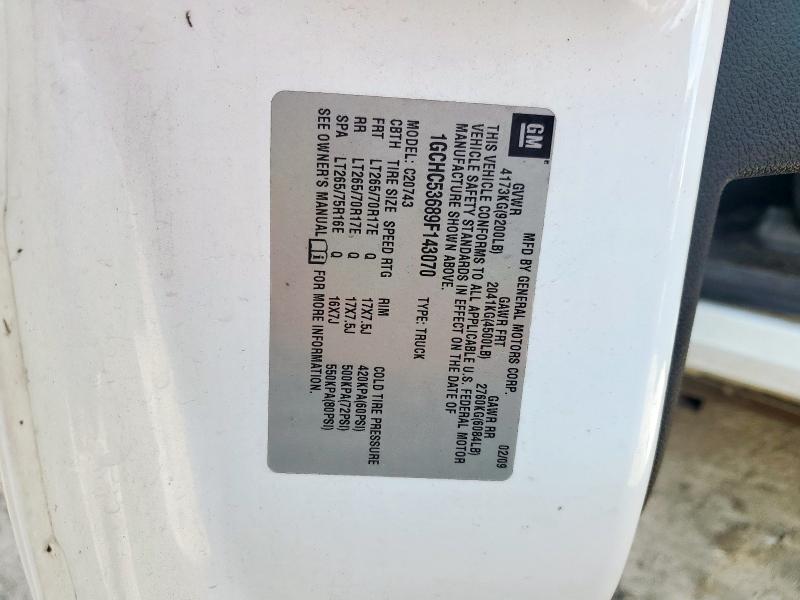 GM
MFD BY GENERAL MOTORS CORP.
02/09
GVWR GAWR FRT GAWR RR
4173KG(9200LB) 2041KG(4500LB) 2760KG(6084LB)
THIS VEHICLE CONFORMS TO ALL APPLICABLE U.S. FEDERAL MOTOR
VEHICLE SAFETY STANDARDS IN EFFECT ON THE DATE OF
MANUFACTURE SHOWN ABOVE.
1GCHC53689F143070 TYPE: TRUCK
MODEL: C20743
CBTH TIRE SIZE SPEED RTG RIM COLD TIRE PRESSURE
FRT LT265/70R17E Q 17X7.5J 420KPA(60PSI)
RR LT265/70R17E Q 17X7.5J 500KPA(72PSI)
SPA LT265/75R16E Q 16X7J 550KPA(80PSI)
SEE OWNER'S MANUAL FOR MORE INFORMATION.